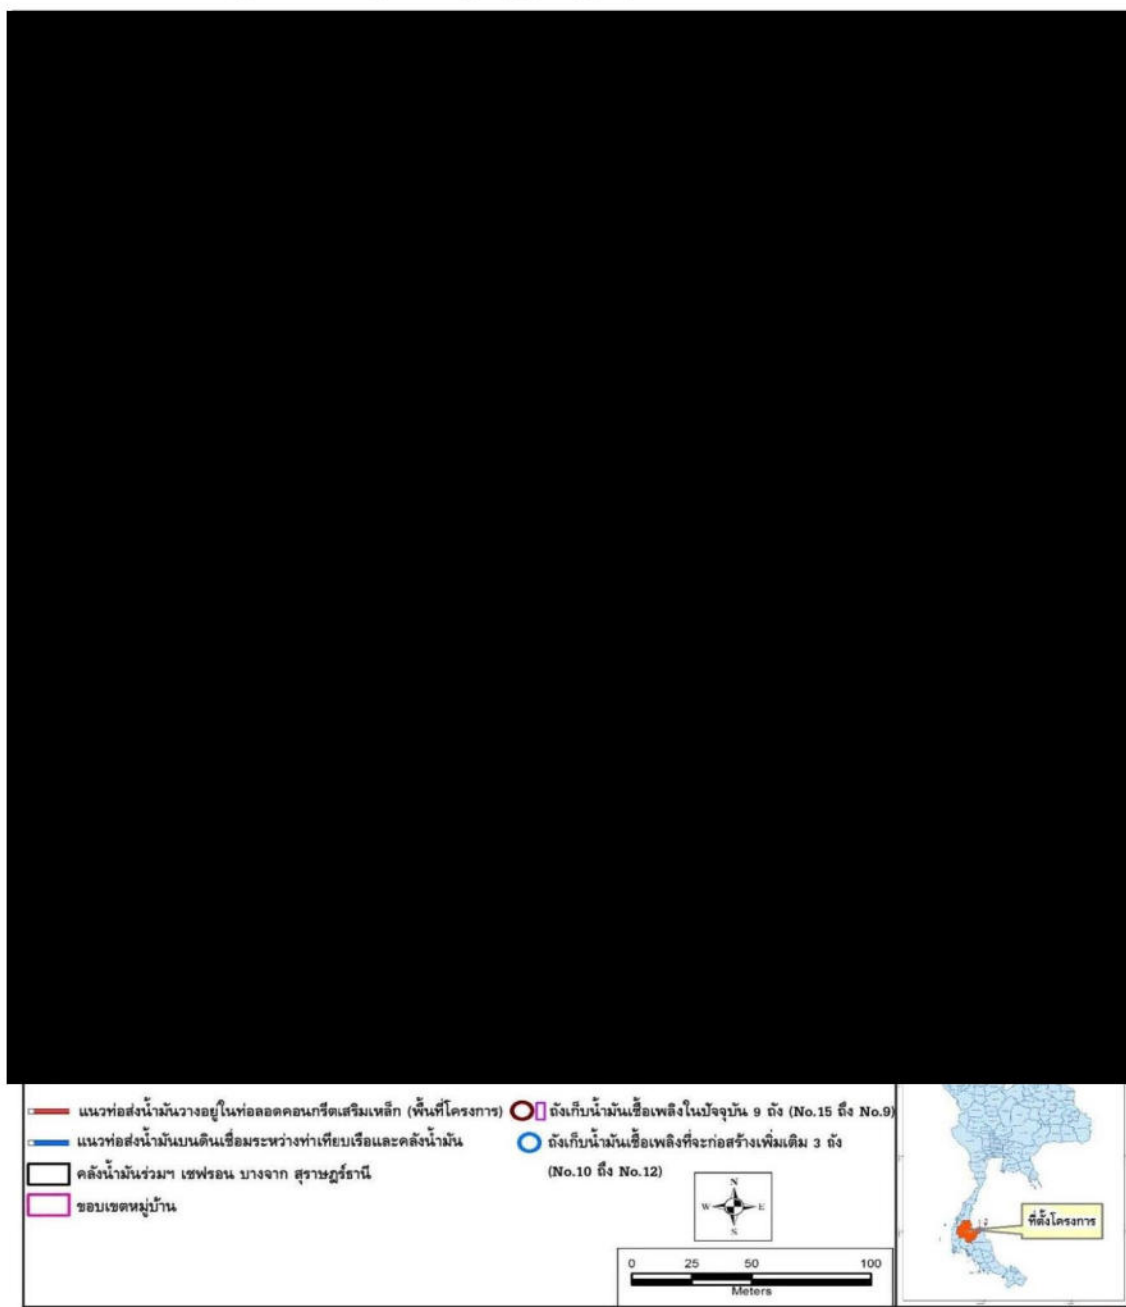 แนวท่อส่งน้ำมันวางอยู่ในท่อลอดคอนกรีตเสริมเหล็ก (พื้นที่โครงการ)
แนวท่อส่งน้ำมันบนดินเชื่อมระหว่างท่าเทียบเรือและคลังน้ำมัน
คลังน้ำมันร่วมฯ เชฟรอน บางจาก สุราษฎร์ธานี
ขอบเขตหมู่บ้าน
ถังเก็บน้ำมันเชื้อเพลิงในปัจจุบัน 9 ถัง (No.15 ถึง No.9)
ถังเก็บน้ำมันเชื้อเพลิงที่จะก่อสร้างเพิ่มเติม 3 ถัง
(No.10 ถึง No.12)
N
W E
S
0 25 50 100
Meters
ที่ตั้งโครงการ